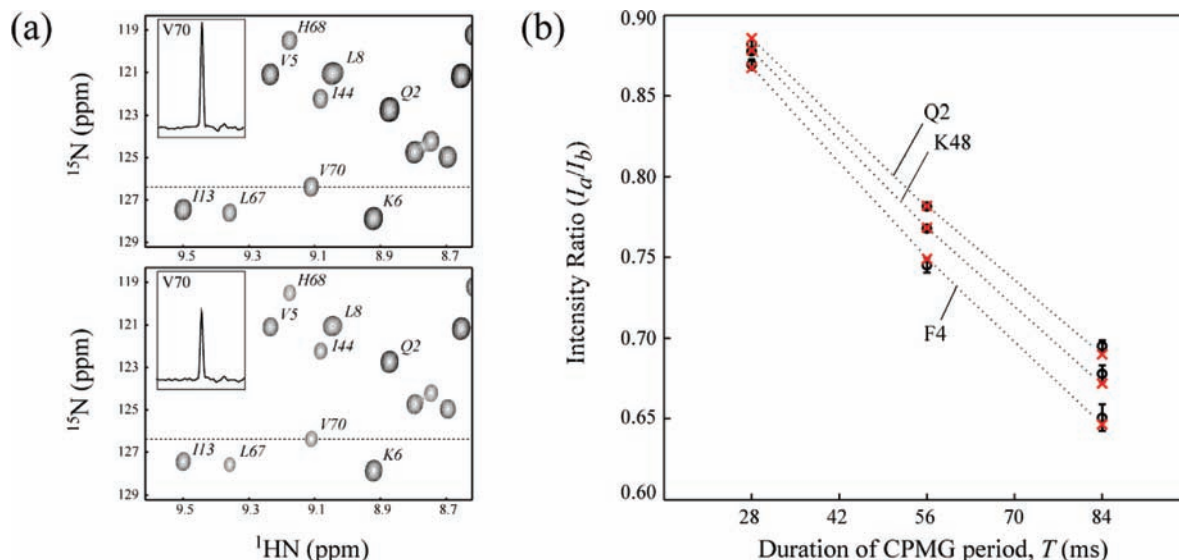 (a)
V70
H68
V5
L8
I44
Q2
V70
I13
L67
K6
119
121
123
125
127
129
¹⁵N (ppm)
9.5 9.3 9.1 8.9 8.7
V70
H68
V5
L8
I44
Q2
V70
I13
L67
K6
119
121
123
125
127
129
¹⁵N (ppm)
9.5 9.3 9.1 8.9 8.7
¹HN (ppm)
(b)
0.90
0.85
0.80
0.75
0.70
0.65
0.60
Intensity Ratio (Iₐ/I_b)
Q2
K48
F4
28 42 56 70 84
Duration of CPMG period, T (ms)